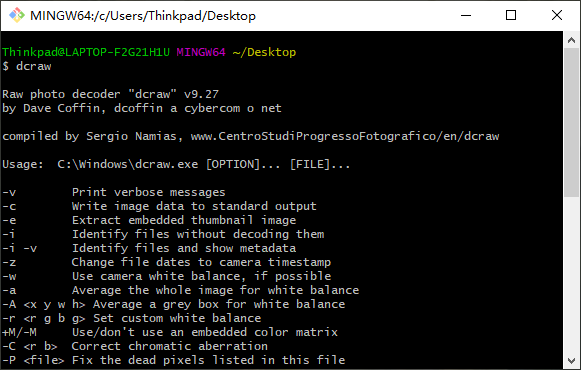 MINGW64:/c/Users/Thinkpad/Desktop
Thinkpad@LAPTOP-F2G21H1U MINGW64 ~/Desktop
$ dcraw
Raw photo decoder "dcraw" v9.27
by Dave Coffin, dcoffin a cybercom o net
compiled by Sergio Namias, www.CentroStudiProgressoFotografico/en/dcraw
Usage:  C:\Windows\dcraw.exe [OPTION]... [FILE]...
-v        Print verbose messages
-c        Write image data to standard output
-e        Extract embedded thumbnail image
-i        Identify files without decoding them
-i -v     Identify files and show metadata
-z        Change file dates to camera timestamp
-w        Use camera white balance, if possible
-a        Average the whole image for white balance
-A <x y w h> Average a grey box for white balance
-r <r g b g> Set custom white balance
+M/-M     Use/don't use an embedded color matrix
-C <r b>  Correct chromatic aberration
-P <file> Fix the dead pixels listed in this file